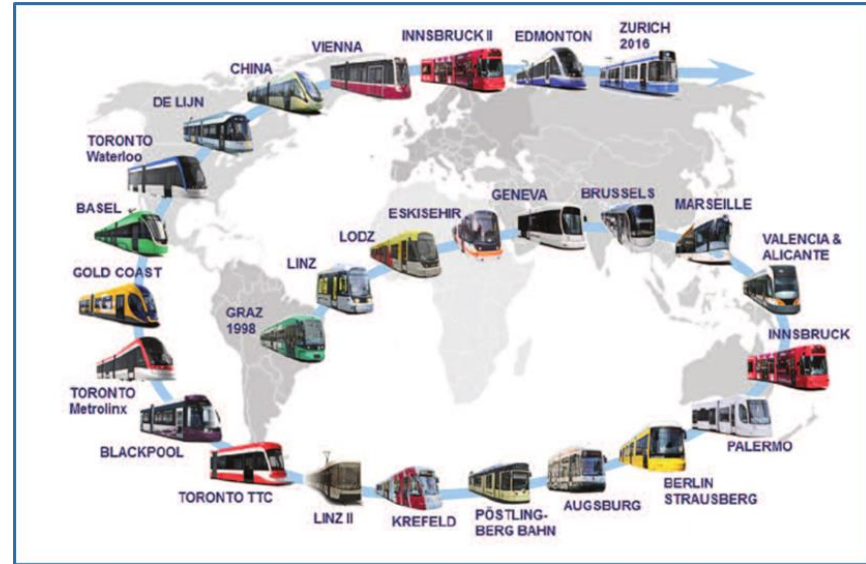 INNSBRUCK II
EDMONTON
ZURICH
2016
VIENNA
CHINA
DE LIJN
TORONTO
Waterloo
BASEL
GOLD COAST
TORONTO
Metrolinx
BLACKPOOL
TORONTO TTC
LINZ II
KREFELD
PÖSTLING-
BERG BAHN
AUGSBURG
BERLIN
STRAUSBERG
PALERMO
INNSBRUCK
VALENCIA &
ALICANTE
MARSEILLE
BRUSSELS
GENEVA
ESKISEHIR
LODZ
LINZ
GRAZ
1998